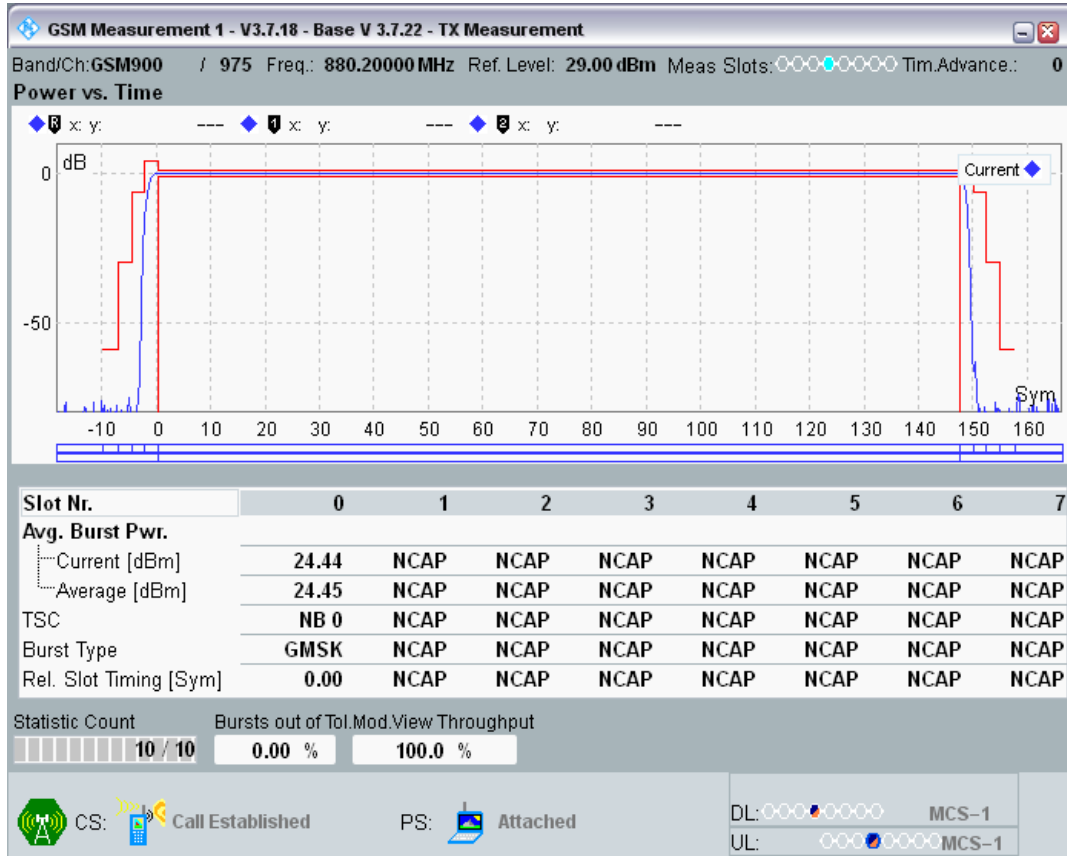 GSM Measurement 1 - V3.7.18 - Base V 3.7.22 - TX Measurement
Band/Ch:GSM900 / 975 Freq.: 880.20000 MHz Ref. Level: 29.00 dBm Meas Slots: Tim.Advance.: 0
Power vs. Time
R x: y: --- 1 x: y: --- 2 x: y: ---
dB
Current
0
-50
Sym
-10 0 10 20 30 40 50 60 70 80 90 100 110 120 130 140 150 160
Slot Nr. 0 1 2 3 4 5 6 7
Avg. Burst Pwr.
Current [dBm] 24.44 NCAP NCAP NCAP NCAP NCAP NCAP NCAP
Average [dBm] 24.45 NCAP NCAP NCAP NCAP NCAP NCAP NCAP
TSC NB 0 NCAP NCAP NCAP NCAP NCAP NCAP NCAP
Burst Type GMSK NCAP NCAP NCAP NCAP NCAP NCAP NCAP
Rel. Slot Timing [Sym] 0.00 NCAP NCAP NCAP NCAP NCAP NCAP NCAP
Statistic Count Bursts out of Tol. Mod.View Throughput
10 / 10 0.00 % 100.0 %
CS: Call Established PS: Attached
DL: MCS-1
UL: MCS-1